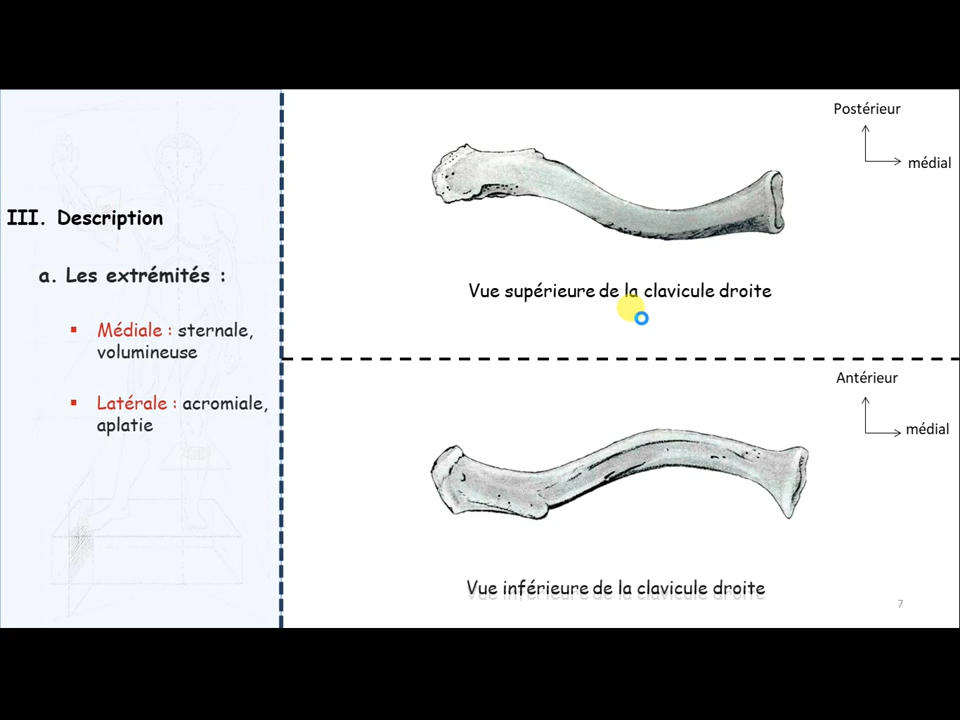 III. Description
a. Les extrémités :
▪ Médiale : sternale,
volumineuse
▪ Latérale : acromiale,
aplatie
Postérieur
médial
Vue supérieure de la clavicule droite
Antérieur
médial
Vue inférieure de la clavicule droite
7